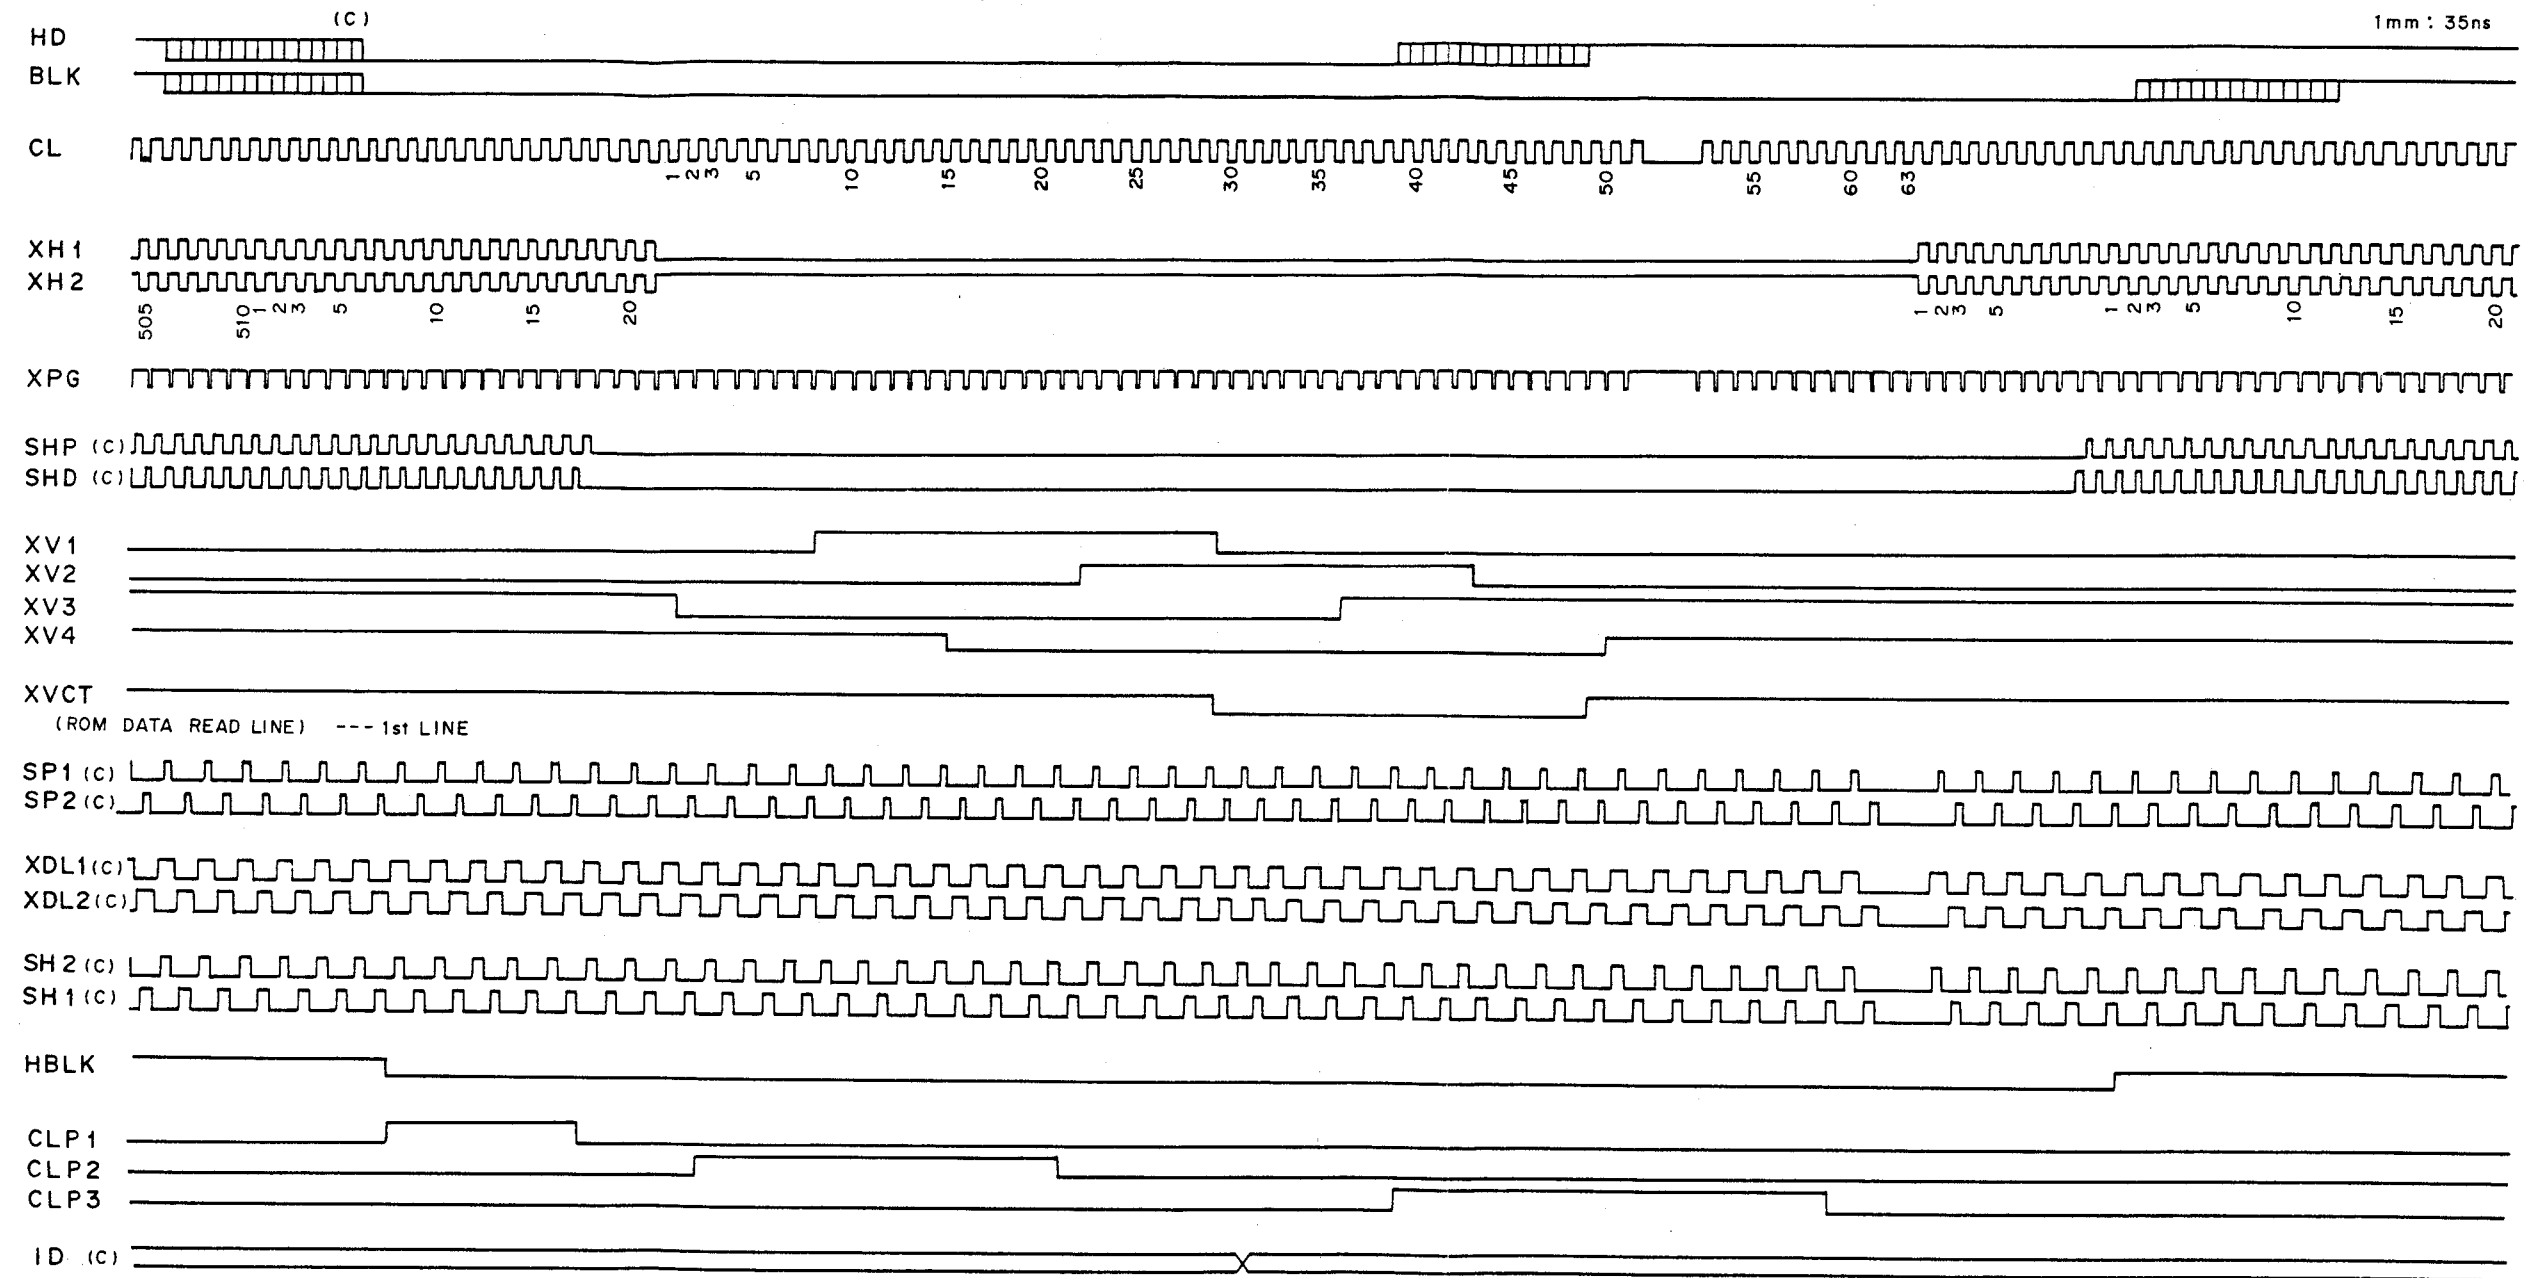 (C)
1mm : 35ns
HD
BLK
CL
1 2 3 5 10 15 20 25 30 35 40 45 50 55 60 63
XH1
XH2
505 510 1 2 3 5 10 15 20 1 2 3 5 1 2 3 5 10 15 20
XPG
SHP (C)
SHD (C)
XV1
XV2
XV3
XV4
XVCT
(ROM DATA READ LINE) --- 1st LINE
SP1 (C)
SP2 (C)
XDL1 (C)
XDL2 (C)
SH2 (C)
SH1 (C)
HBLK
CLP1
CLP2
CLP3
ID (C)